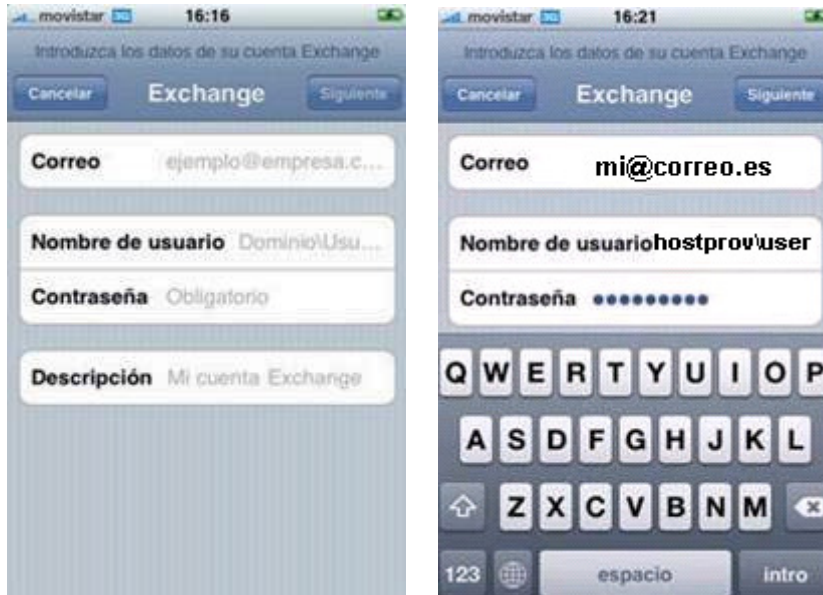 movistar 3G 16:16
Introduzca los datos de su cuenta Exchange
Cancelar Exchange Siguiente
Correo ejemplo@empresa.c...
Nombre de usuario Dominio\Usu...
Contraseña Obligatorio
Descripción Mi cuenta Exchange
movistar 3G 16:21
Introduzca los datos de su cuenta Exchange
Cancelar Exchange Siguiente
Correo mi@correo.es
Nombre de usuario hostprov\user
Contraseña •••••••••
Q W E R T Y U I O P
A S D F G H J K L
Z X C V B N M
123 espacio intro